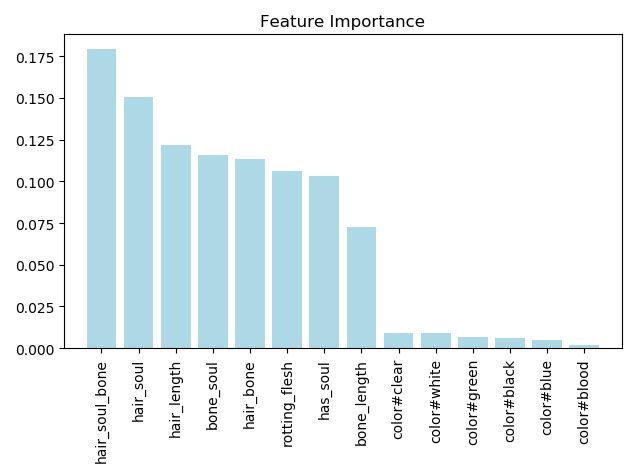 Feature Importance
0.175
0.150
0.125
0.100
0.075
0.050
0.025
0.000
hair_soul_bone
hair_soul
hair_length
bone_soul
hair_bone
rotting_flesh
has_soul
bone_length
color#clear
color#white
color#green
color#black
color#blue
color#blood